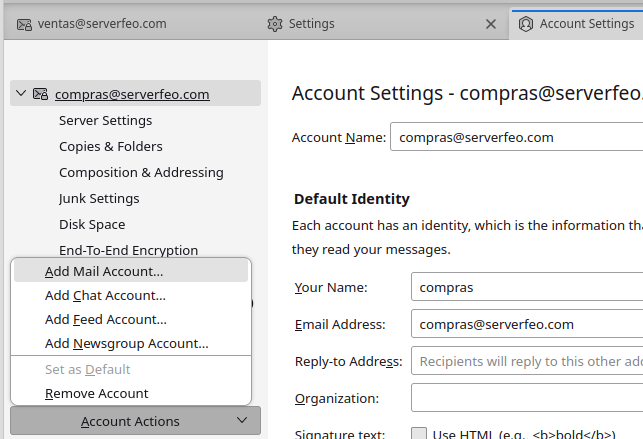 ventas@serverfeo.com
Settings
Account Settings
compras@serverfeo.com
Server Settings
Copies & Folders
Composition & Addressing
Junk Settings
Disk Space
End-To-End Encryption
Add Mail Account...
Add Chat Account...
Add Feed Account...
Add Newsgroup Account...
Set as Default
Remove Account
Account Actions
Account Settings - compras@serverfeo.
Account Name: compras@serverfeo.com
Default Identity
Each account has an identity, which is the information tha
they read your messages.
Your Name: compras
Email Address: compras@serverfeo.com
Reply-to Address: Recipients will reply to this other add
Organization:
Signature text: Use HTML (e.g., <b>bold</b>)